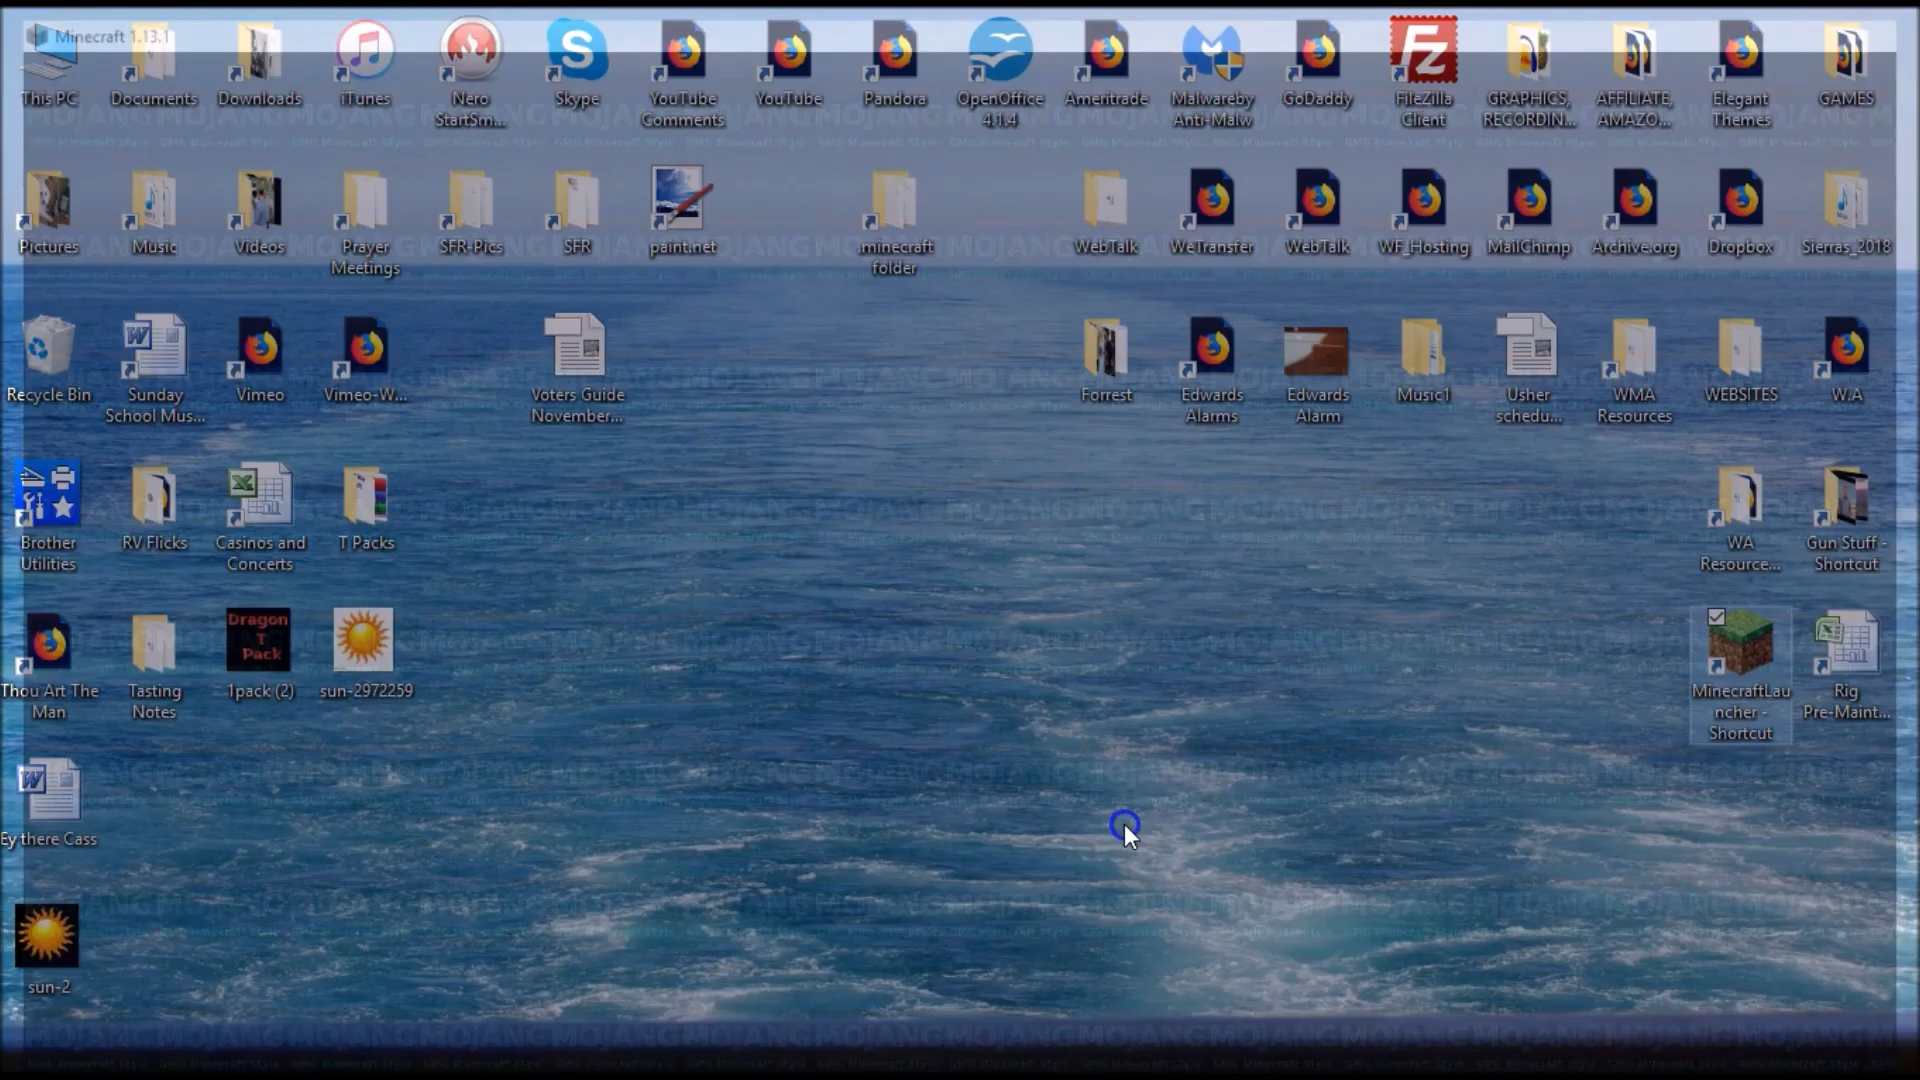 Minecraft 1.13.1
This PC
Documents
Downloads
iTunes
Nero
StartSm...
Skype
YouTube
Comments
YouTube
Pandora
OpenOffice
4.1.4
Ameritrade
Malwareby
Anti-Malw
GoDaddy
FileZilla
Client
GRAPHICS,
RECORDIN...
AFFILIATE,
AMAZO...
Elegant
Themes
GAMES
Pictures
Music
Videos
Prayer
Meetings
SFR-Pics
SFR
paint.net
.minecraft
folder
WebTalk
WeTransfer
WebTalk
WF_Hosting
MailChimp
Archive.org
Dropbox
Sierras_2018
Recycle Bin
Sunday
School Mus...
Vimeo
Vimeo-W...
Voters Guide
November...
Forrest
Edwards
Alarms
Edwards
Alarm
Music1
Usher
schedu...
WMA
Resources
WEBSITES
W.A
Brother
Utilities
RV Flicks
Casinos and
Concerts
T Packs
WA
Resource...
Gun Stuff -
Shortcut
Thou Art The
Man
Tasting
Notes
Dragon
T
Pack
1pack (2)
sun-2972259
MinecraftLau
ncher -
Shortcut
Rig
Pre-Maint...
Ey there Cass
sun-2